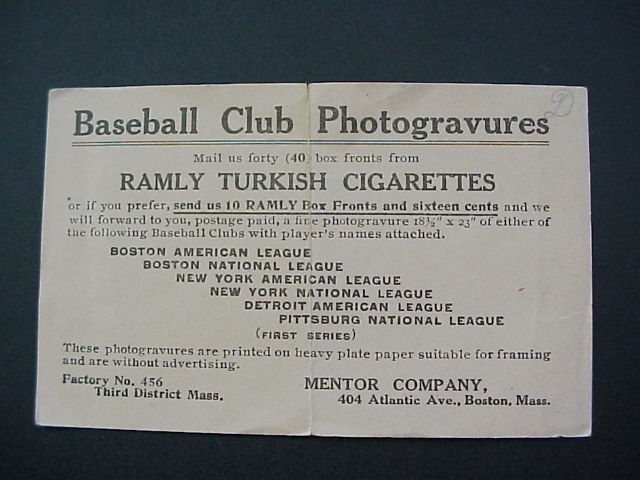 Baseball Club Photogravures
Mail us forty (40) box fronts from
RAMLY TURKISH CIGARETTES
or if you prefer, send us 10 RAMLY Box Fronts and sixteen cents and we
will forward to you, postage paid, a fine photogravure 18½" x 23" of either of
the following Baseball Clubs with player's names attached.
BOSTON AMERICAN LEAGUE
BOSTON NATIONAL LEAGUE
NEW YORK AMERICAN LEAGUE
NEW YORK NATIONAL LEAGUE
DETROIT AMERICAN LEAGUE
PITTSBURG NATIONAL LEAGUE
(FIRST SERIES)
These photogravures are printed on heavy plate paper suitable for framing
and are without advertising.
Factory No. 456
Third District Mass.
MENTOR COMPANY,
404 Atlantic Ave., Boston, Mass.